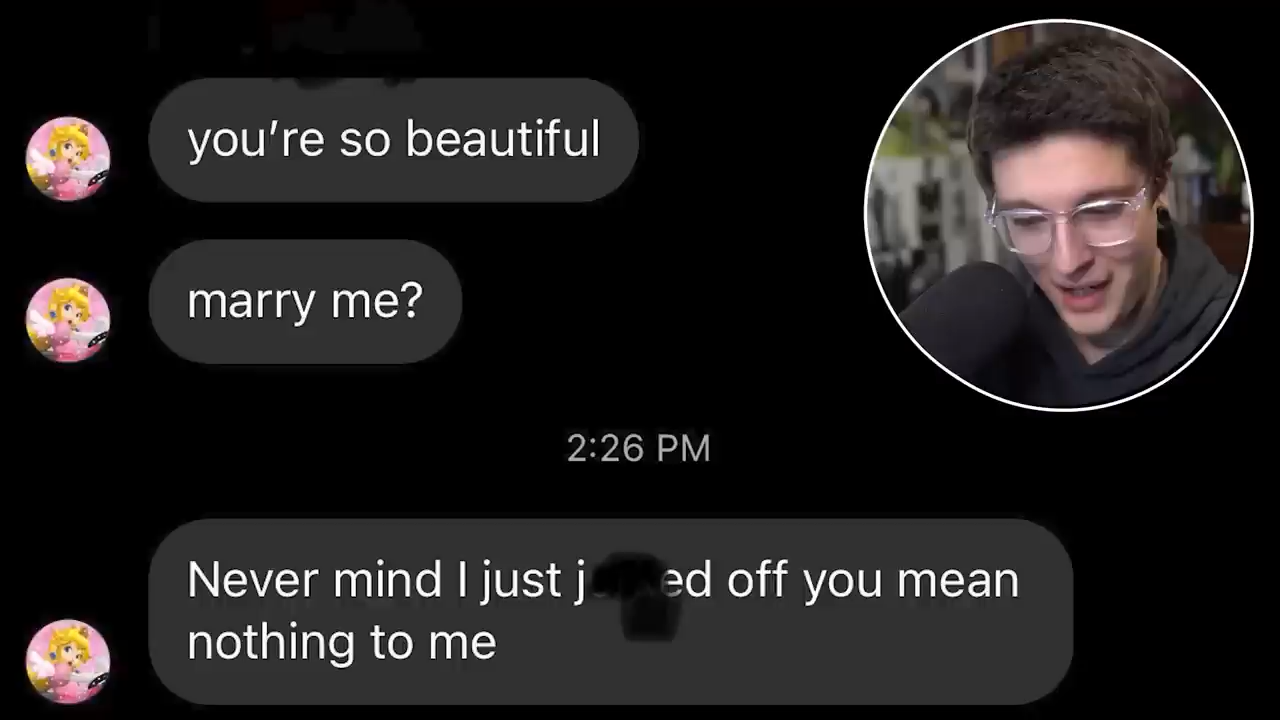 you're so beautiful
marry me?
2:26 PM
Never mind I just off you mean
nothing to me